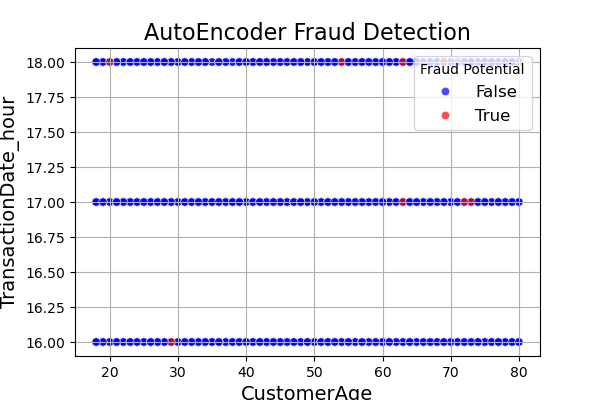 AutoEncoder Fraud Detection
TransactionDate_hour
18.00
17.75
17.50
17.25
17.00
16.75
16.50
16.25
16.00
Fraud Potential
False
True
20 30 40 50 60 70 80
CustomerAge